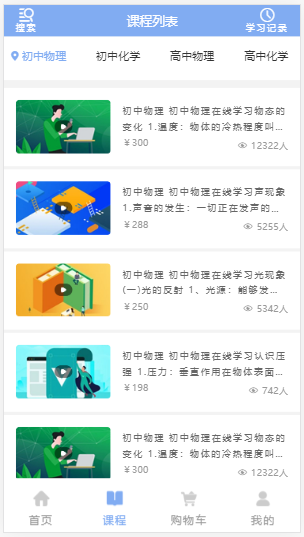 课程列表
搜索
学习记录
初中物理 初中化学 高中物理 高中化学
初中物理 初中物理在线学习物态的
变化 1.温度：物体的冷热程度叫...
￥300
12322人
初中物理 初中物理在线学习声现象
1.声音的发生：一切正在发声的...
￥288
5255人
初中物理 初中物理在线学习光现象
(一)光的反射 1、光源：能够发...
￥250
5342人
初中物理 初中物理在线学习认识压
强 1.压力：垂直作用在物体表面...
￥198
742人
初中物理 初中物理在线学习物态的
变化 1.温度：物体的冷热程度叫...
￥300
12322人
首页 课程 购物车 我的